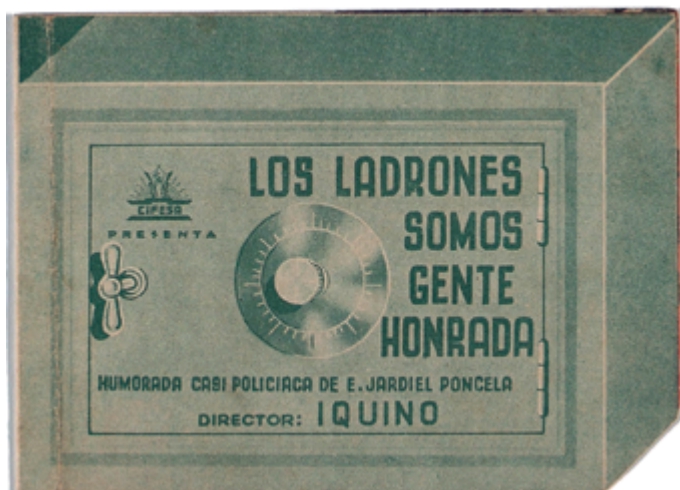 CIFESA
PRESENTA
LOS LADRONES
SOMOS
GENTE
HONRADA
HUMORADA CASI POLICIACA DE E. JARDIEL PONCELA
DIRECTOR: IQUINO